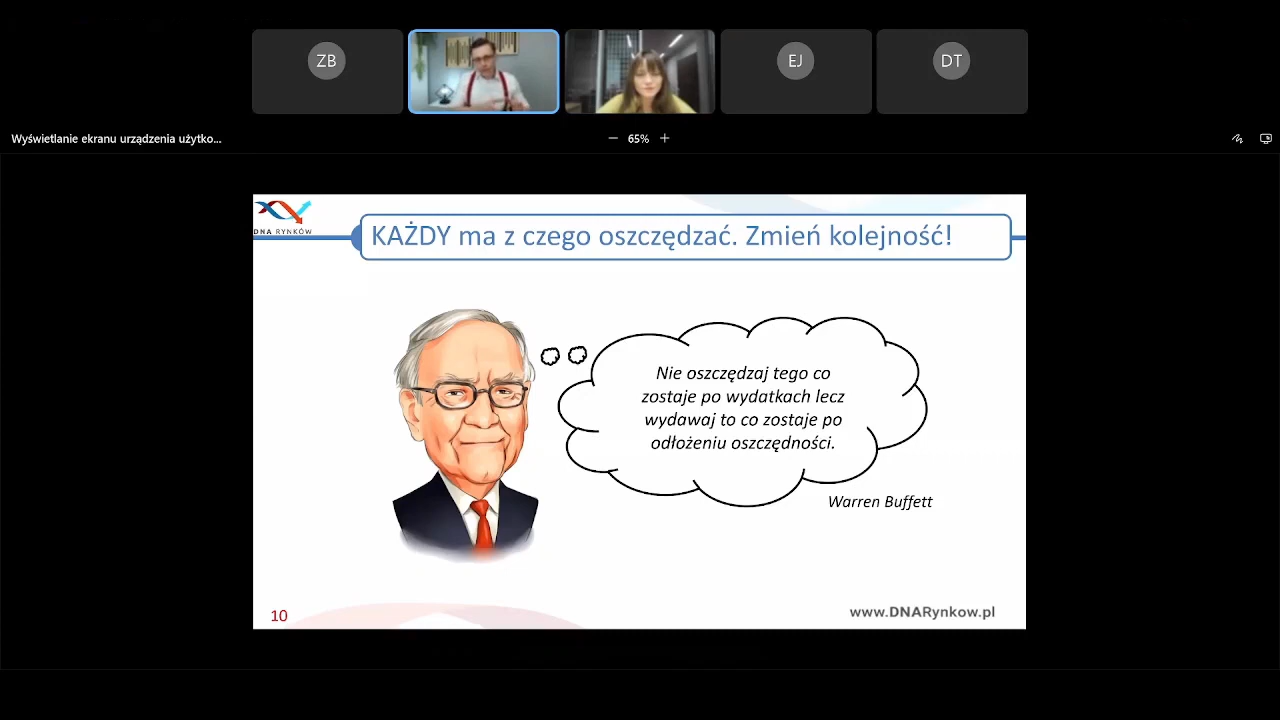 ZB
EJ
DT
Wyświetlanie ekranu urządzenia użytko...
65%
DNA RYNKÓW
KAŻDY ma z czego oszczędzać. Zmień kolejność!
Nie oszczędzaj tego co
zostaje po wydatkach lecz
wydawaj to co zostaje po
odłożeniu oszczędności.
Warren Buffett
10
www.DNARynkow.pl